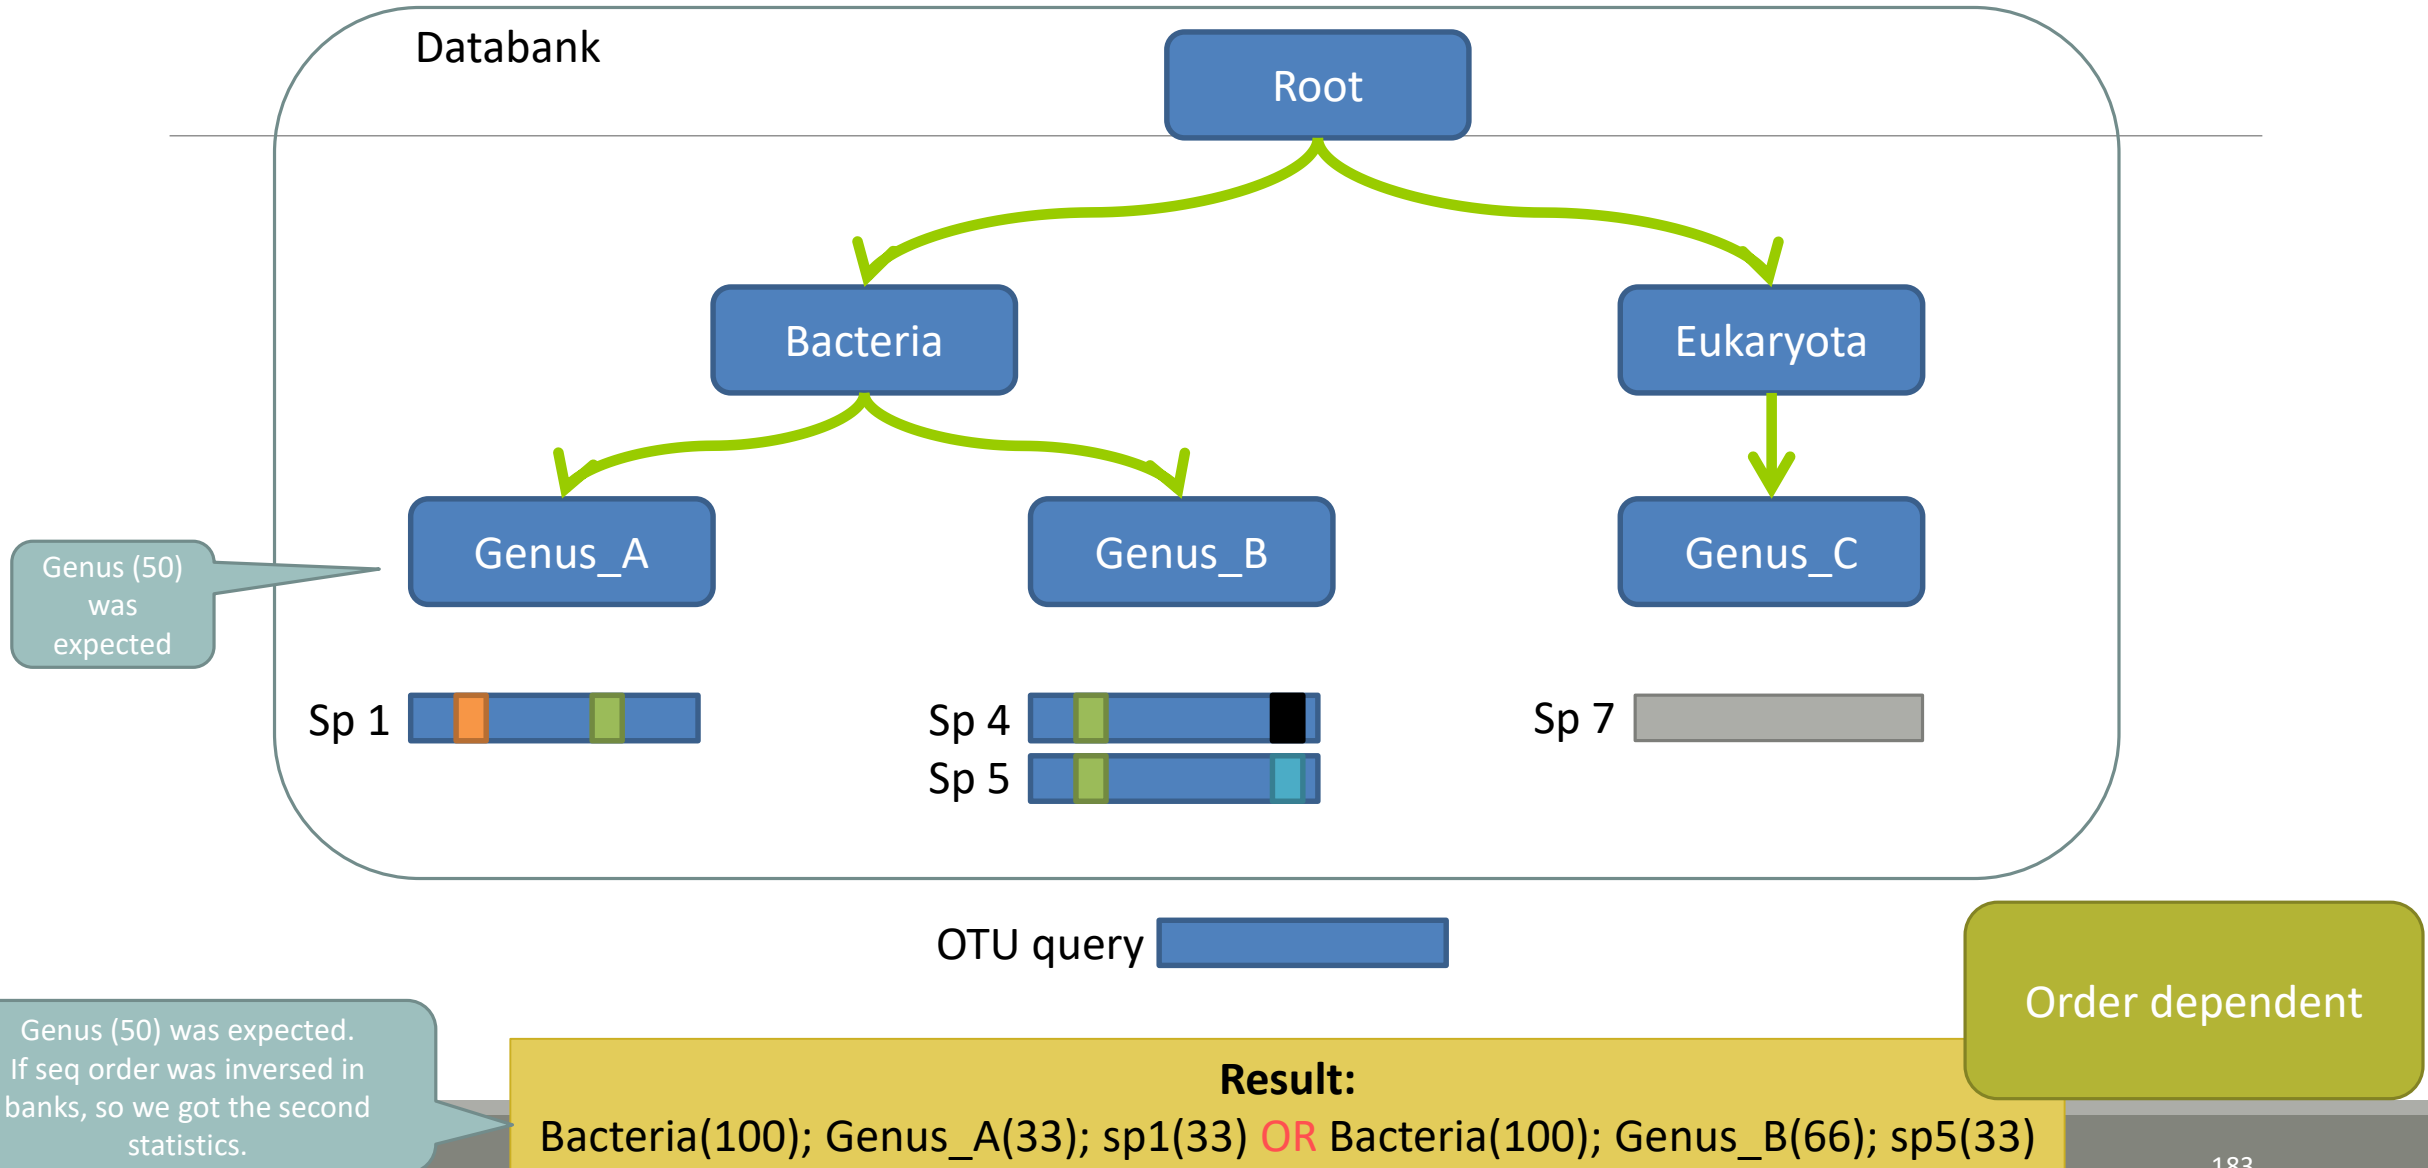 Databank
Root
Bacteria
Eukaryota
Genus_A
Genus_B
Genus_C
Genus (50)
was
expected
Sp 1
Sp 4
Sp 7
Sp 5
OTU query
Order dependent
Genus (50) was expected.
If seq order was inversed in
banks, so we got the second
statistics.
Result:
Bacteria(100); Genus_A(33); sp1(33) OR Bacteria(100); Genus_B(66); sp5(33)
183